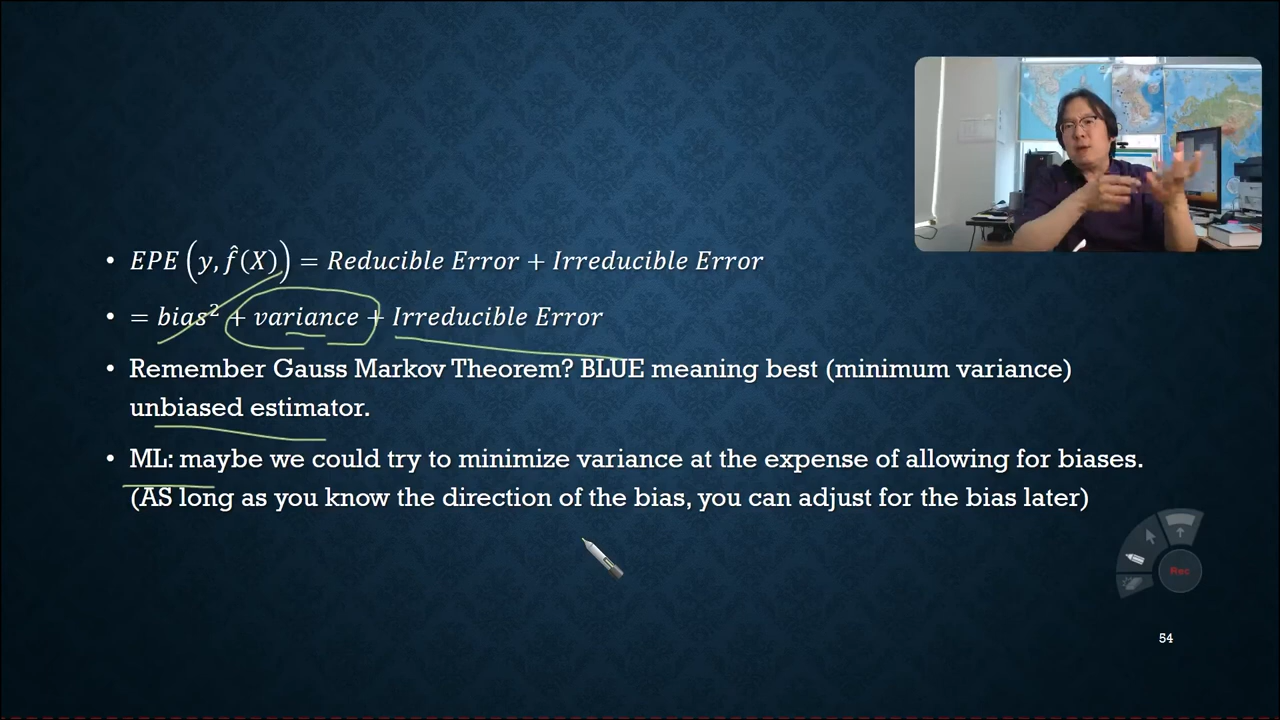 • EPE (y, f̂(X)) = Reducible Error + Irreducible Error
• = bias² + variance + Irreducible Error
• Remember Gauss Markov Theorem? BLUE meaning best (minimum variance)
unbiased estimator.
• ML: maybe we could try to minimize variance at the expense of allowing for biases.
(AS long as you know the direction of the bias, you can adjust for the bias later)
Rec
54